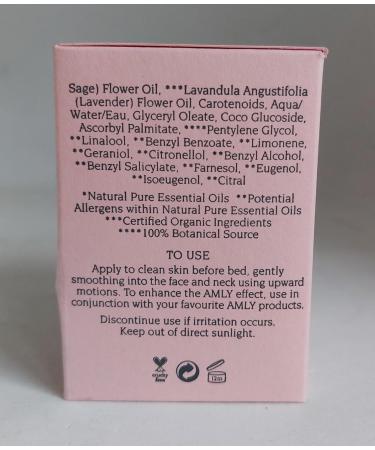 Sage) Flower Oil, ***Lavandula Angustifolia
(Lavender) Flower Oil, Carotenoids, Aqua/
Water/Eau, Glyceryl Oleate, Coco Glucoside,
Ascorbyl Palmitate, ****Pentylene Glycol,
**Linalool, **Benzyl Benzoate, **Limonene,
**Geraniol, **Citronellol, **Benzyl Alcohol,
**Benzyl Salicylate, **Farnesol, **Eugenol,
**Isoeugenol, **Citral
*Natural Pure Essential Oils **Potential
Allergens within Natural Pure Essential Oils
***Certified Organic Ingredients
****100% Botanical Source
TO USE
Apply to clean skin before bed, gently
smoothing into the face and neck using upward
motions. To enhance the AMLY effect, use in
conjunction with your favourite AMLY products.
Discontinue use if irritation occurs.
Keep out of direct sunlight.
cruelty
free
12m